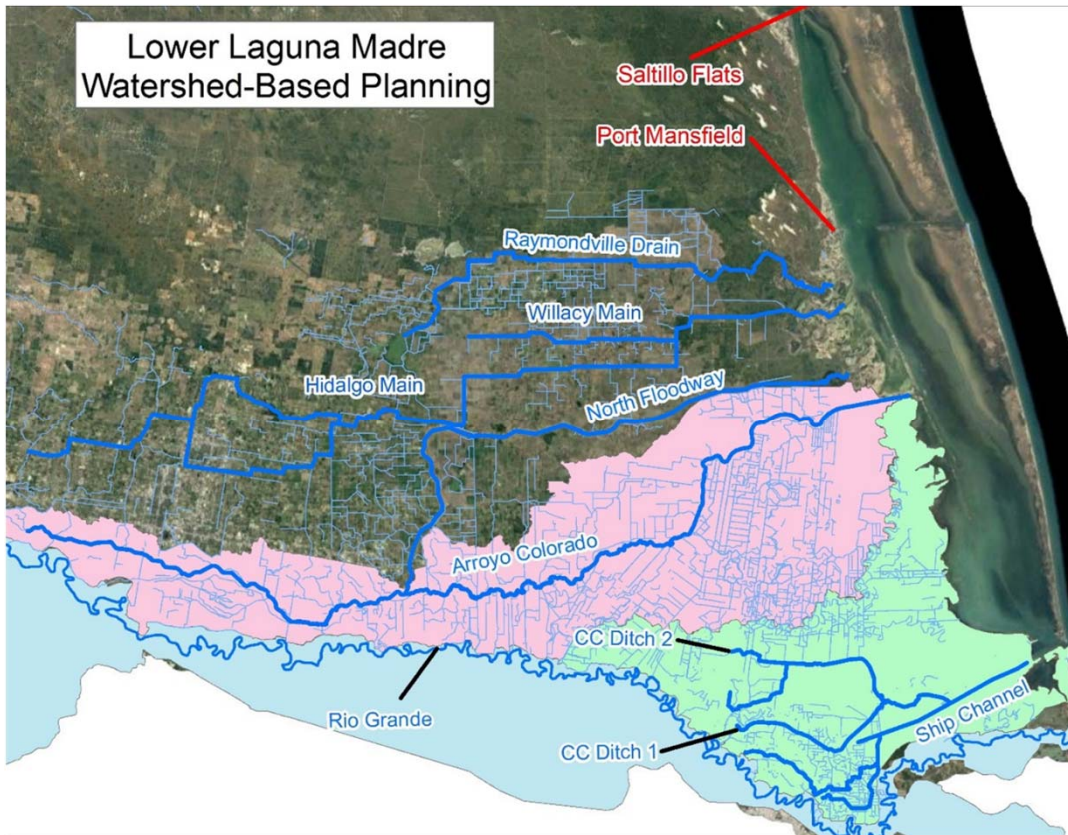 Lower Laguna Madre
Watershed-Based Planning
Saltillo Flats
Port Mansfield
Raymondville Drain
Willacy Main
Hidalgo Main
North Floodway
Arroyo Colorado
CC Ditch 2
Rio Grande
Ship Channel
CC Ditch 1